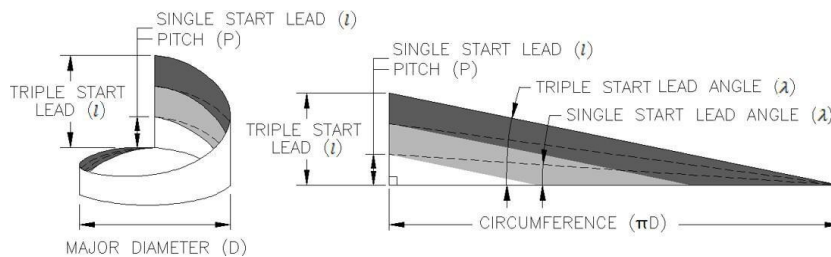 SINGLE START LEAD (l)
PITCH (P)
TRIPLE START
LEAD (l)
MAJOR DIAMETER (D)
SINGLE START LEAD (l)
PITCH (P)
TRIPLE START LEAD ANGLE (λ)
SINGLE START LEAD ANGLE (λ)
TRIPLE START
LEAD (l)
CIRCUMFERENCE (πD)